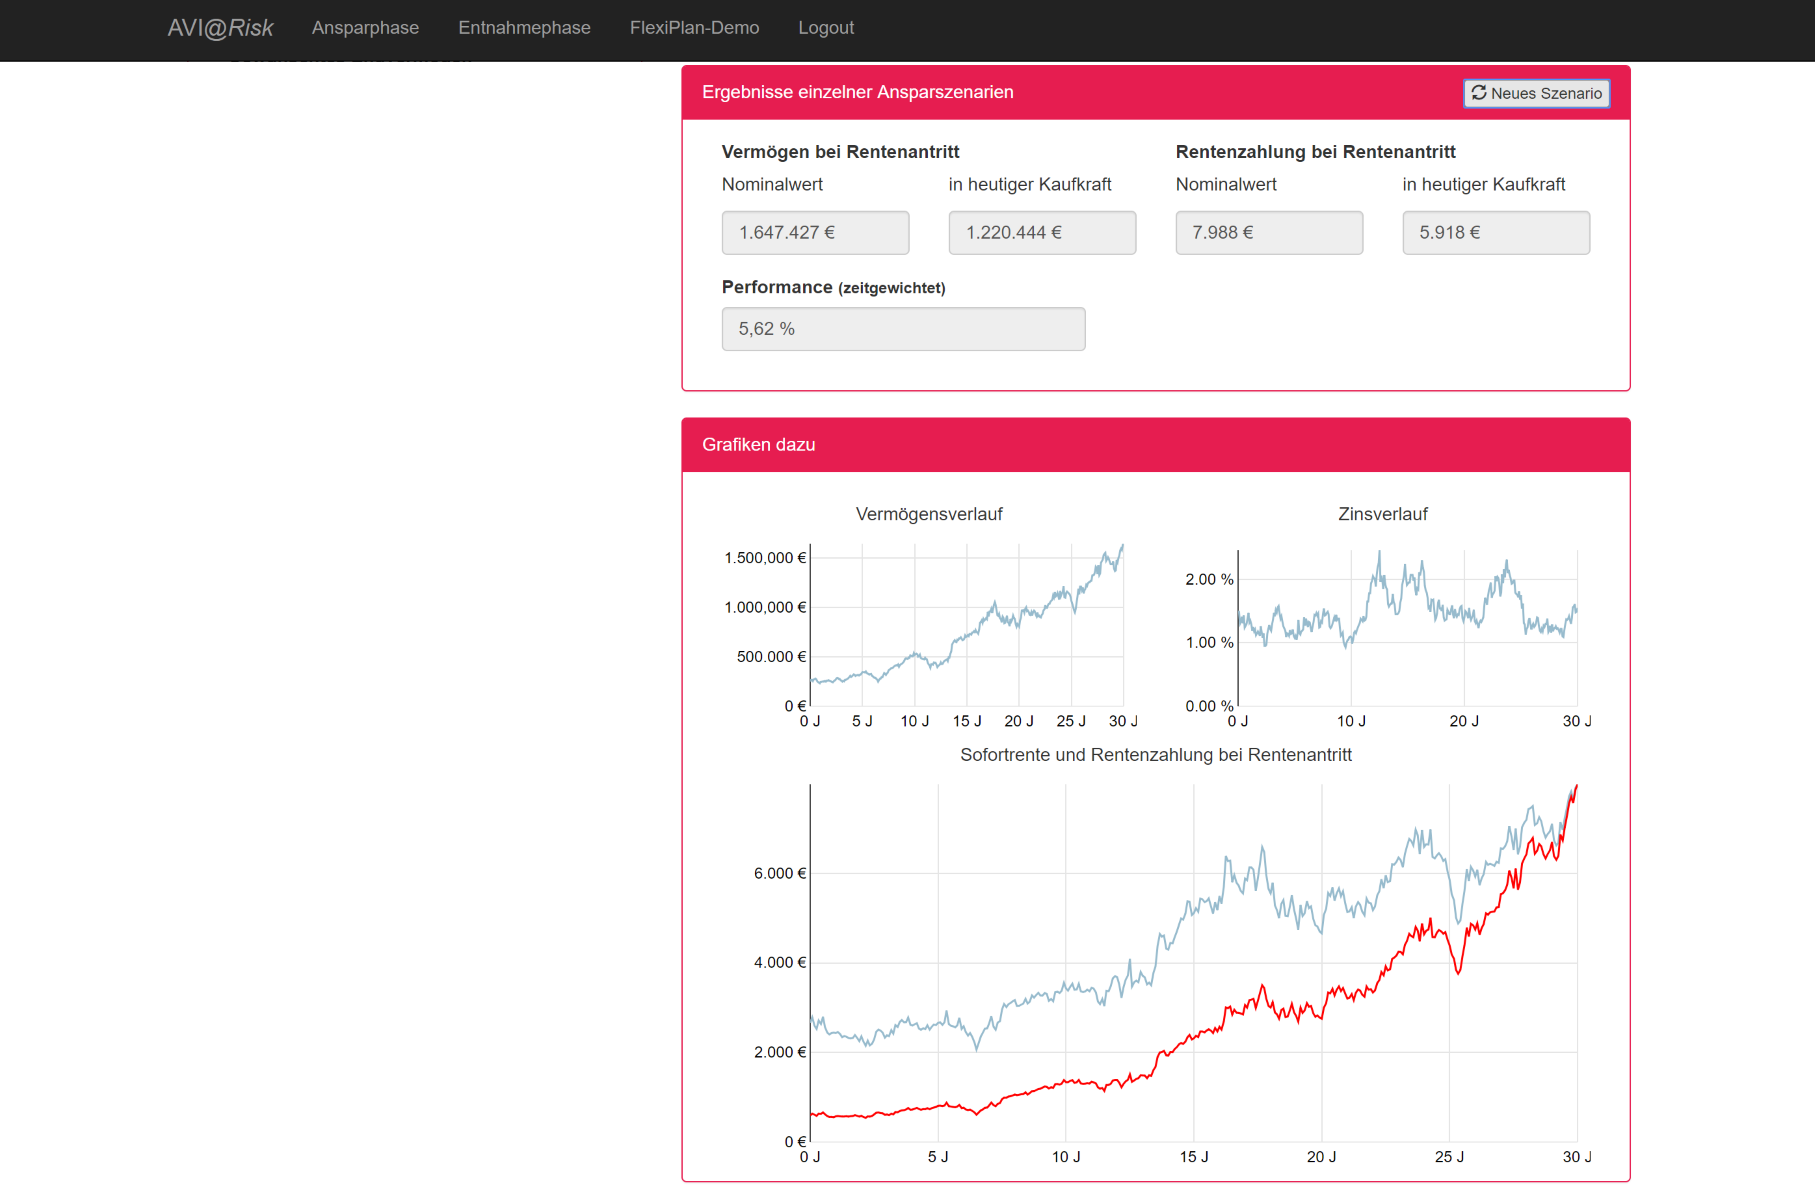 AVI@Risk Ansparphase Entnahmephase FlexiPlan-Demo Logout
Ergebnisse einzelner Ansparszenarien
Neues Szenario
Vermögen bei Rentenantritt
Rentenzahlung bei Rentenantritt
Nominalwert
in heutiger Kaufkraft
Nominalwert
in heutiger Kaufkraft
1.647.427 €
1.220.444 €
7.988 €
5.918 €
Performance (zeitgewichtet)
5,62 %
Grafiken dazu
Vermögensverlauf
1.500,000 €
1.000,000 €
500.000 €
0 €
0 J 5 J 10 J 15 J 20 J 25 J 30 J
Zinsverlauf
2.00 %
1.00 %
0.00 %
0 J 10 J 20 J 30 J
Sofortrente und Rentenzahlung bei Rentenantritt
6.000 €
4.000 €
2.000 €
0 €
0 J 5 J 10 J 15 J 20 J 25 J 30 J